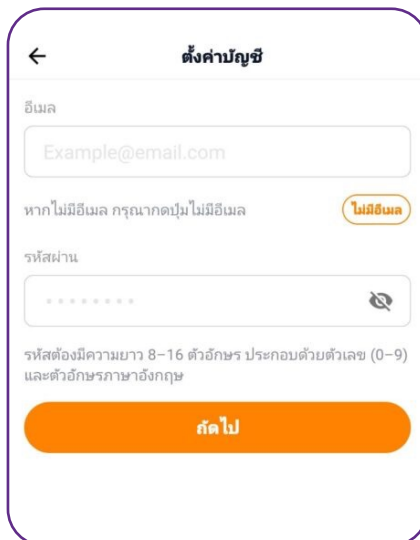 ตั้งค่าบัญชี
อีเมล
Example@email.com
หากไม่มีอีเมล กรุณากดปุ่มไม่มีอีเมล
ไม่มีอีเมล
รหัสผ่าน
รหัสต้องมีความยาว 8–16 ตัวอักษร ประกอบด้วยตัวเลข (0–9)
และตัวอักษรภาษาอังกฤษ
ถัดไป